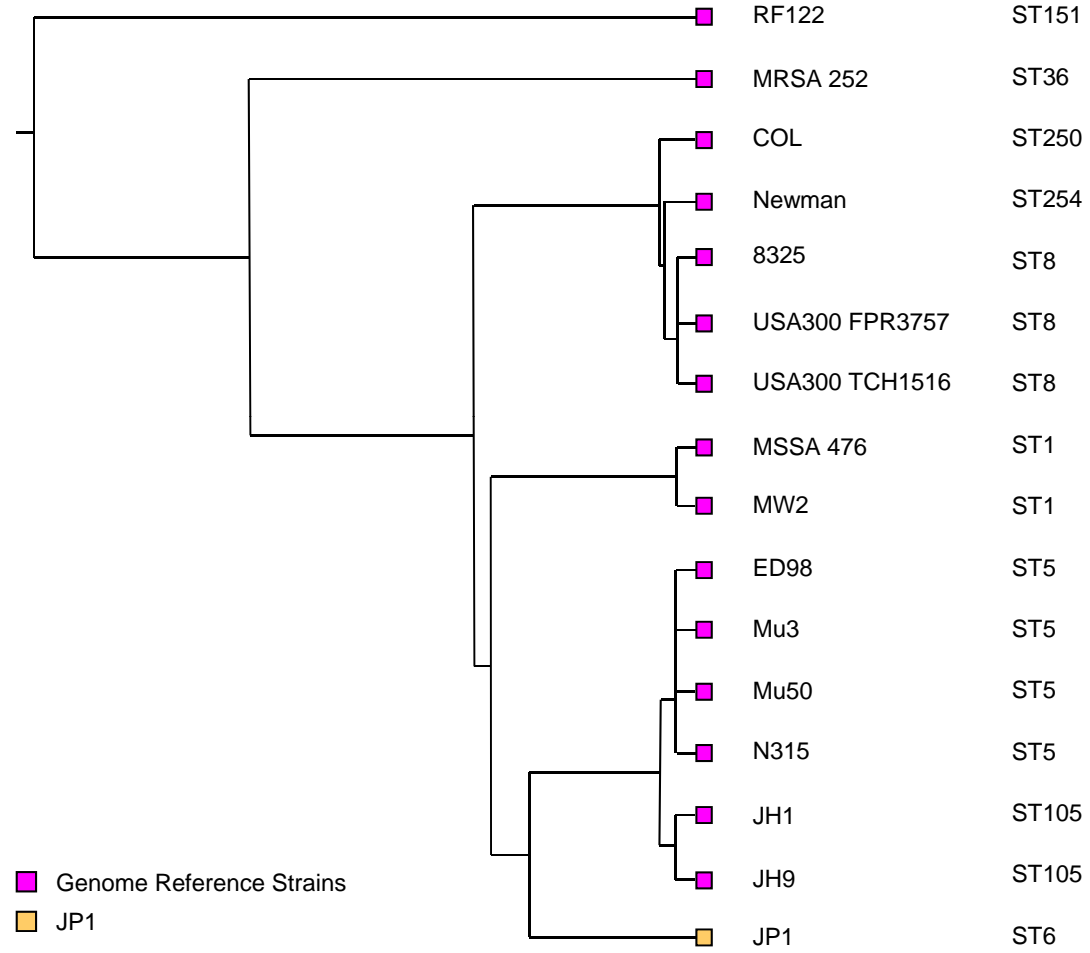 RF122 ST151
MRSA 252 ST36
COL ST250
Newman ST254
8325 ST8
USA300 FPR3757 ST8
USA300 TCH1516 ST8
MSSA 476 ST1
MW2 ST1
ED98 ST5
Mu3 ST5
Mu50 ST5
N315 ST5
JH1 ST105
JH9 ST105
JP1 ST6
Genome Reference Strains
JP1